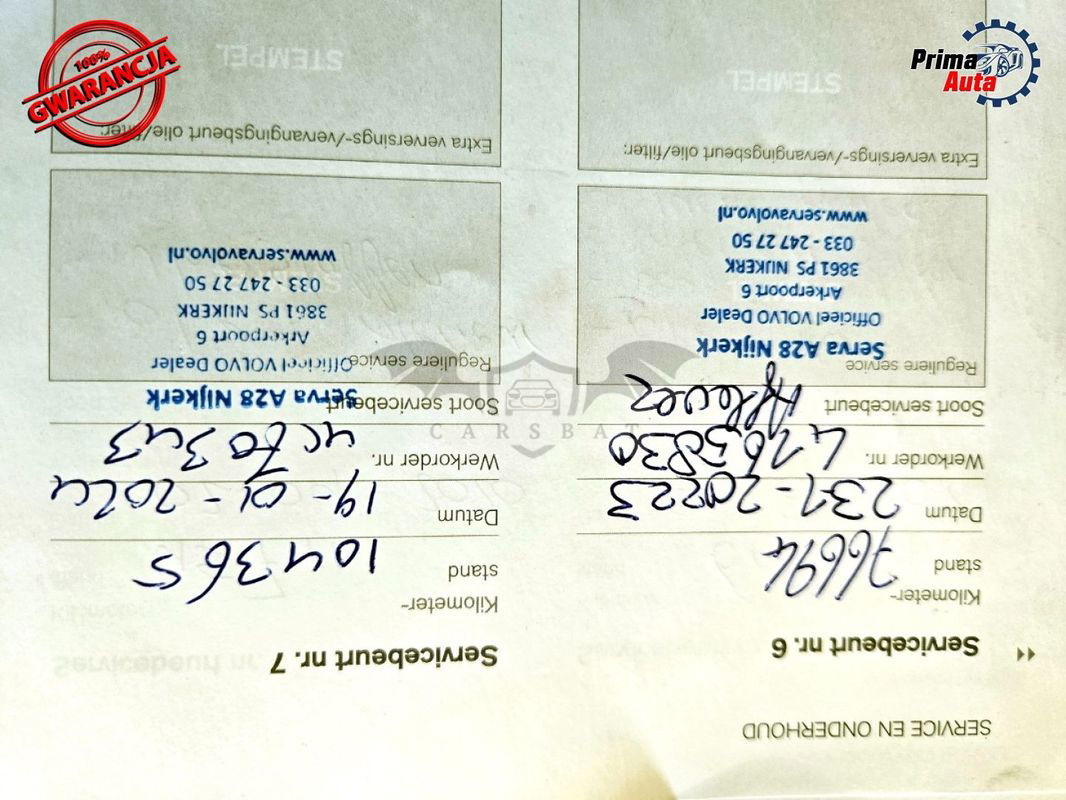 100%
GWARANCJA
Prima
Auta
CARSBAT
SERVICE EN ONDERHOUD
Servicebeurt nr. 6
Kilometer-
stand 76694
Datum 231-20223
Werkorder nr.
Soort servicebeurt
Reguliere service
Serva A28 Nijkerk
Officieel VOLVO Dealer
Arkerpoort 6
3861 PS NIJKERK
033 - 247 27 50
www.servavolvo.nl
Extra verversings-/vervangingsbeurt olie/filter:
STEMPEL
Servicebeurt nr. 7
Kilometer-
stand 104365
Datum 19-01-2024
Werkorder nr.
Soort servicebeurt
Serva A28 Nijkerk
Reguliere service
Officieel VOLVO Dealer
Arkerpoort 6
3861 PS NIJKERK
033 - 247 27 50
www.servavolvo.nl
Extra verversings-/vervangingsbeurt olie/filter:
STEMPEL